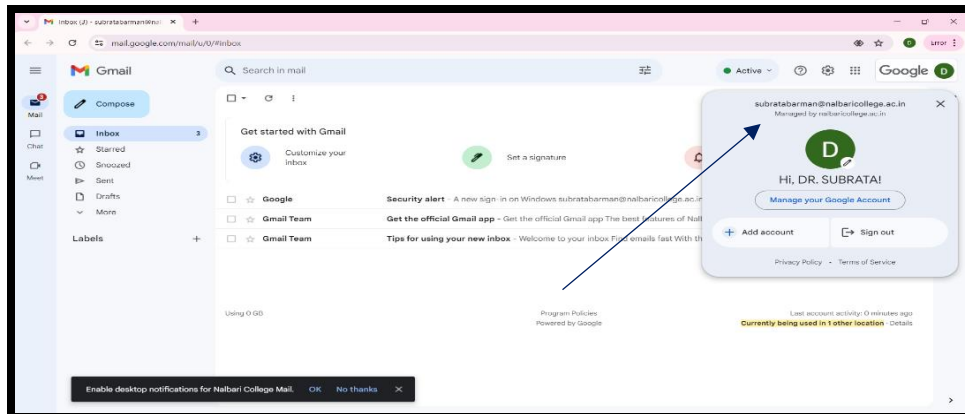 Inbox (2) - subratabarman@nal
mail.google.com/mail/u/0/#inbox
Error
Gmail
Search in mail
Active
Google D
3
Mail
Chat
Meet
Compose
Inbox 3
Starred
Snoozed
Sent
Drafts
More
Labels
Get started with Gmail
Customize your
inbox
Set a signature
Google Security alert - A new sign-in on Windows subratabarman@nalbaricollege.ac.in
Gmail Team Get the official Gmail app - Get the official Gmail app The best features of Nalb
Gmail Team Tips for using your new inbox - Welcome to your inbox Find emails fast With th
subratabarman@nalbaricollege.ac.in
Managed by nalbaricollege.ac.in
D
Hi, DR. SUBRATA!
Manage your Google Account
Add account
Sign out
Privacy Policy • Terms of Service
Using 0 GB
Program Policies
Powered by Google
Last account activity: 0 minutes ago
Currently being used in 1 other location · Details
Enable desktop notifications for Nalbari College Mail. OK No thanks